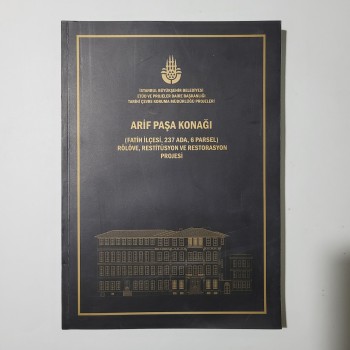 İSTANBUL BÜYÜKŞEHİR BELEDİYESİ
ETÜD VE PROJELER DAİRE BAŞKANLIĞI
TARİHİ ÇEVRE KORUMA MÜDÜRLÜĞÜ PROJELERİ
ARİF PAŞA KONAĞI
(FATİH İLÇESİ, 237 ADA, 6 PARSEL)
RÖLÖVE, RESTİTÜSYON VE RESTORASYON
PROJESİ